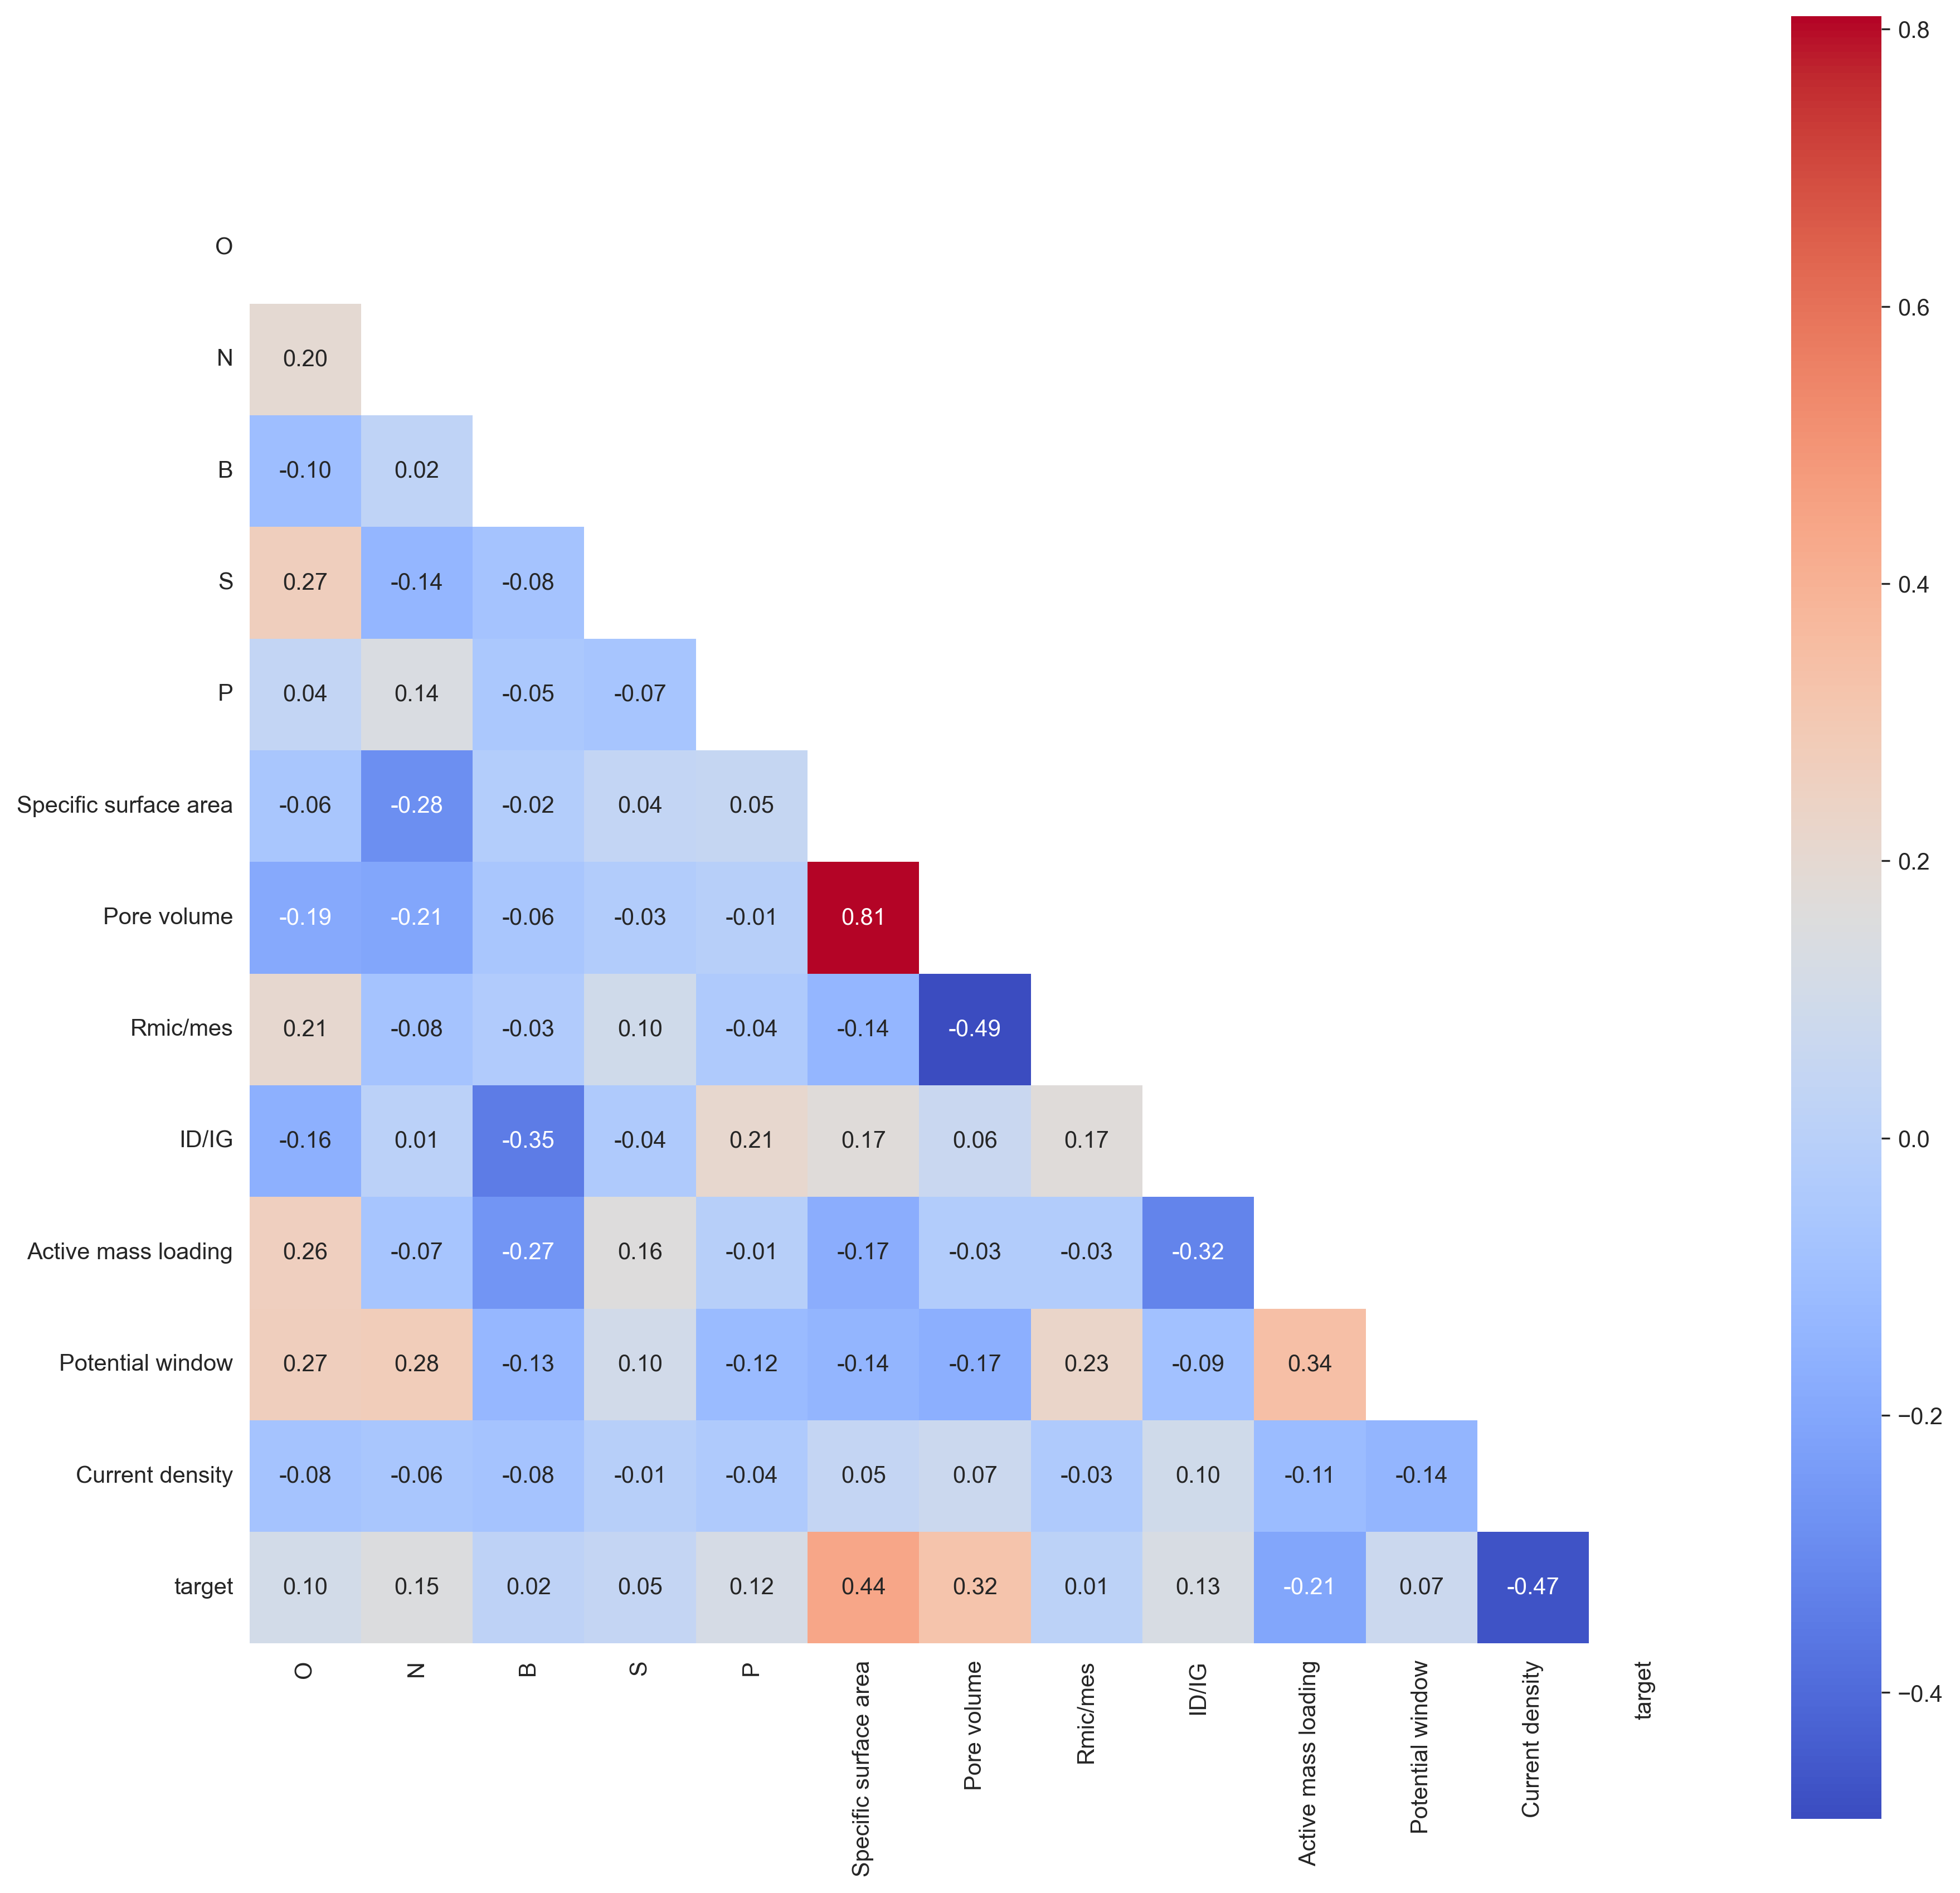 O
N 0.20
B -0.10 0.02
S 0.27 -0.14 -0.08
P 0.04 0.14 -0.05 -0.07
Specific surface area -0.06 -0.28 -0.02 0.04 0.05
Pore volume -0.19 -0.21 -0.06 -0.03 -0.01 0.81
Rmic/mes 0.21 -0.08 -0.03 0.10 -0.04 -0.14 -0.49
ID/IG -0.16 0.01 -0.35 -0.04 0.21 0.17 0.06 0.17
Active mass loading 0.26 -0.07 -0.27 0.16 -0.01 -0.17 -0.03 -0.03 -0.32
Potential window 0.27 0.28 -0.13 0.10 -0.12 -0.14 -0.17 0.23 -0.09 0.34
Current density -0.08 -0.06 -0.08 -0.01 -0.04 0.05 0.07 -0.03 0.10 -0.11 -0.14
target 0.10 0.15 0.02 0.05 0.12 0.44 0.32 0.01 0.13 -0.21 0.07 -0.47
O
N
B
S
P
Specific surface area
Pore volume
Rmic/mes
ID/IG
Active mass loading
Potential window
Current density
target
0.8
0.6
0.4
0.2
0.0
−0.2
−0.4